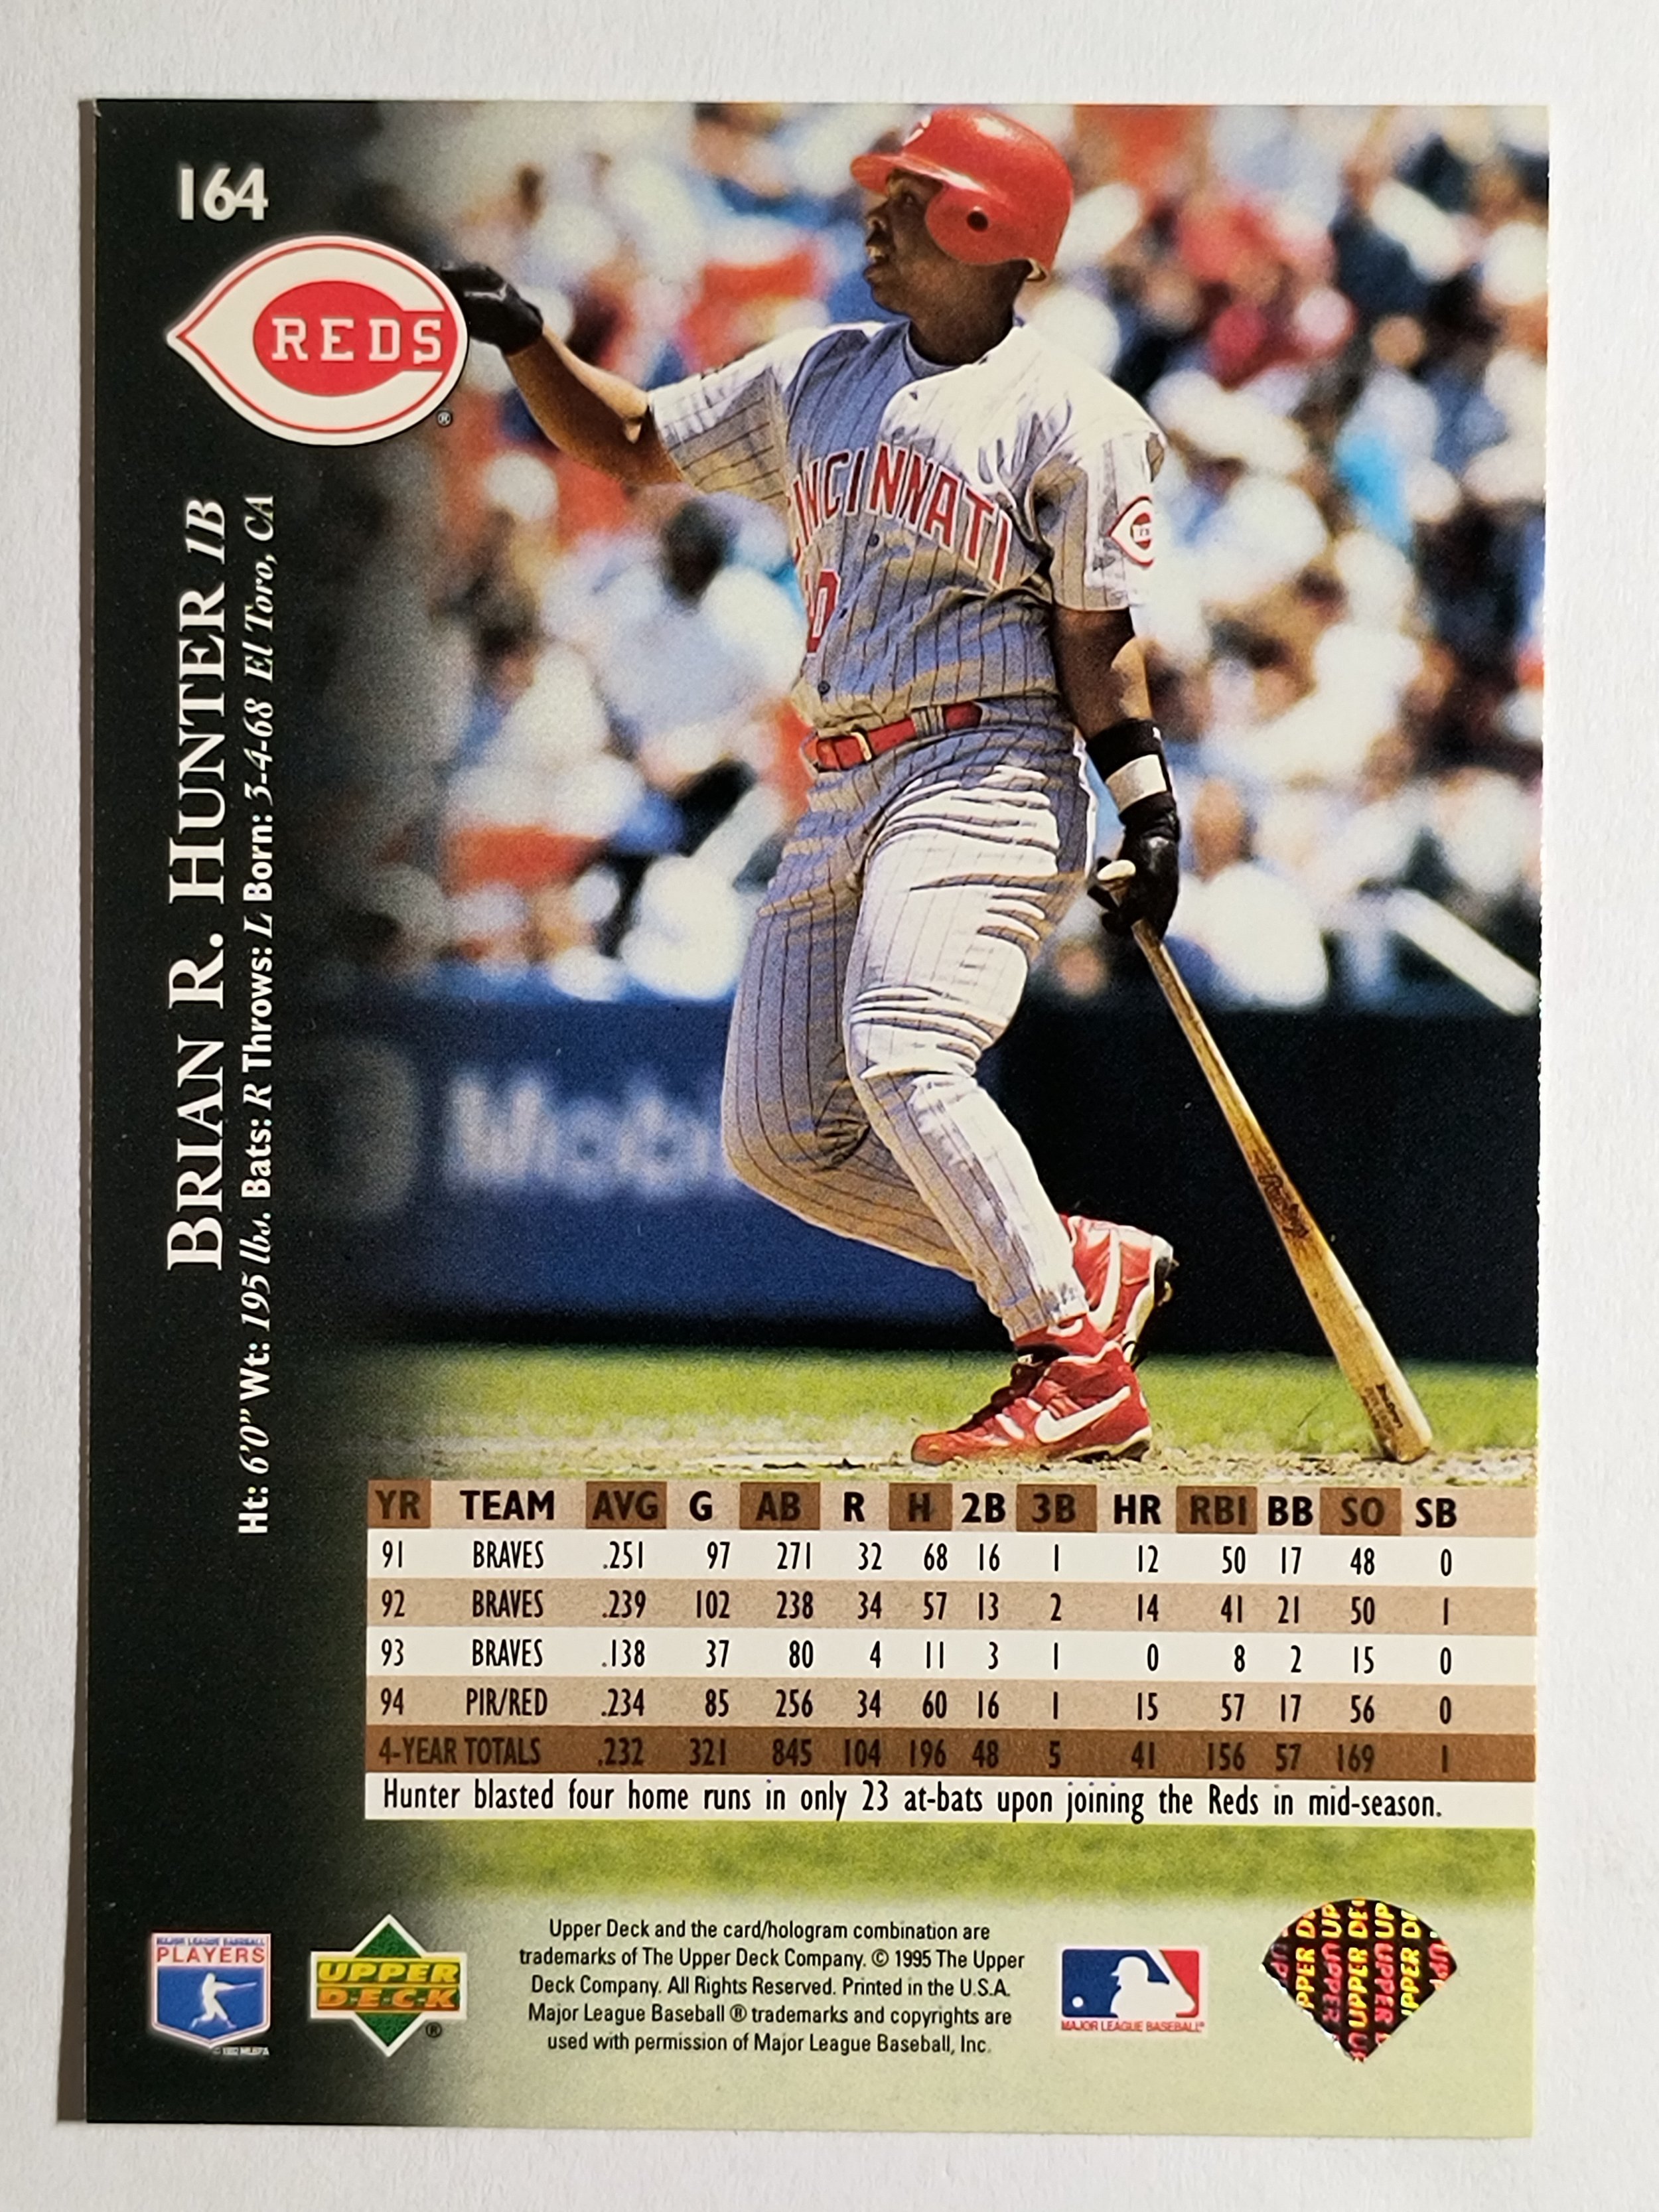 164
REDS
®
BRIAN R. HUNTER 1B
Ht: 6'0" Wt: 195 lbs. Bats: R Throws: L Born: 3-4-68 El Toro, CA
CINCINNATI
Mobi
YR TEAM AVG G AB R H 2B 3B HR RBI BB SO SB
91 BRAVES .251 97 271 32 68 16 1 12 50 17 48 0
92 BRAVES .239 102 238 34 57 13 2 14 41 21 50 1
93 BRAVES .138 37 80 4 11 3 1 0 8 2 15 0
94 PIR/RED .234 85 256 34 60 16 1 15 57 17 56 0
4-YEAR TOTALS .232 321 845 104 196 48 5 41 156 57 169 1
Hunter blasted four home runs in only 23 at-bats upon joining the Reds in mid-season.
MAJOR LEAGUE BASEBALL
PLAYERS
UPPER
D·E·C·K
®
Upper Deck and the card/hologram combination are
trademarks of The Upper Deck Company. © 1995 The Upper
Deck Company. All Rights Reserved. Printed in the U.S.A.
Major League Baseball ® trademarks and copyrights are
used with permission of Major League Baseball, Inc.
MAJOR LEAGUE BASEBALL
UPPER DECK